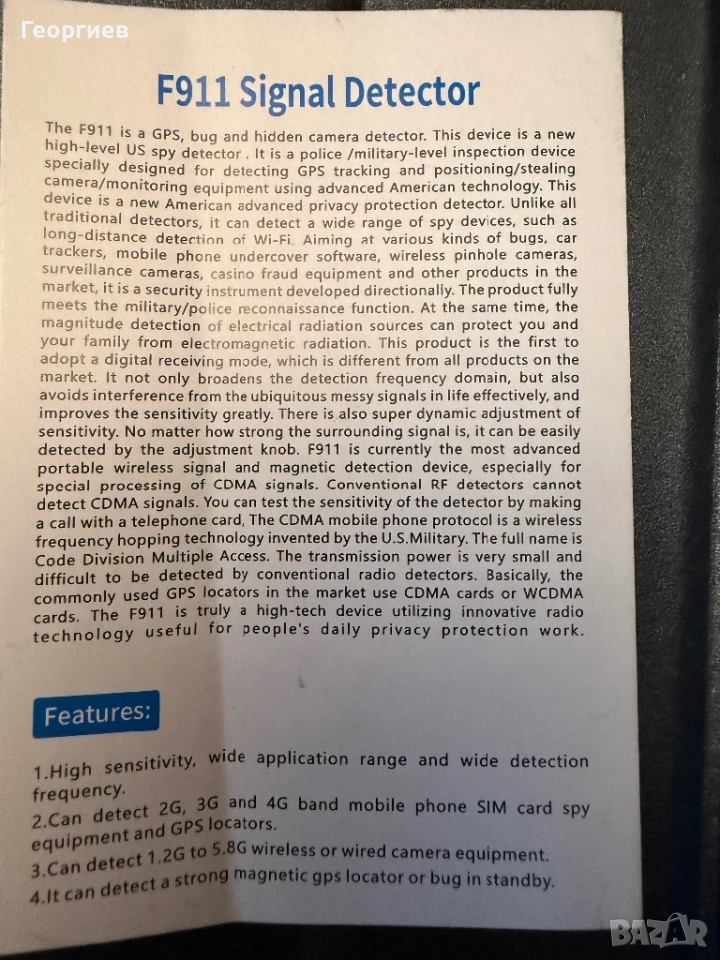 Георгиев
F911 Signal Detector
The F911 is a GPS, bug and hidden camera detector. This device is a new
high-level US spy detector . It is a police /military-level inspection device
specially designed for detecting GPS tracking and positioning/stealing
camera/monitoring equipment using advanced American technology. This
device is a new American advanced privacy protection detector. Unlike all
traditional detectors, it can detect a wide range of spy devices, such as
long-distance detection of Wi-Fi. Aiming at various kinds of bugs, car
trackers, mobile phone undercover software, wireless pinhole cameras,
surveillance cameras, casino fraud equipment and other products in the
market, it is a security instrument developed directionally. The product fully
meets the military/police reconnaissance function. At the same time, the
magnitude detection of electrical radiation sources can protect you and
your family from electromagnetic radiation. This product is the first to
adopt a digital receiving mode, which is different from all products on the
market. It not only broadens the detection frequency domain, but also
avoids interference from the ubiquitous messy signals in life effectively, and
improves the sensitivity greatly. There is also super dynamic adjustment of
sensitivity. No matter how strong the surrounding signal is, it can be easily
detected by the adjustment knob. F911 is currently the most advanced
portable wireless signal and magnetic detection device, especially for
special processing of CDMA signals. Conventional RF detectors cannot
detect CDMA signals. You can test the sensitivity of the detector by making
a call with a telephone card, The CDMA mobile phone protocol is a wireless
frequency hopping technology invented by the U.S.Military. The full name is
Code Division Multiple Access. The transmission power is very small and
difficult to be detected by conventional radio detectors. Basically, the
commonly used GPS locators in the market use CDMA cards or WCDMA
cards. The F911 is truly a high-tech device utilizing innovative radio
technology useful for people's daily privacy protection work.
Features:
1.High sensitivity, wide application range and wide detection
frequency.
2.Can detect 2G, 3G and 4G band mobile phone SIM card spy
equipment and GPS locators.
3.Can detect 1.2G to 5.8G wireless or wired camera equipment.
4.It can detect a strong magnetic gps locator or bug in standby.
BAZAR